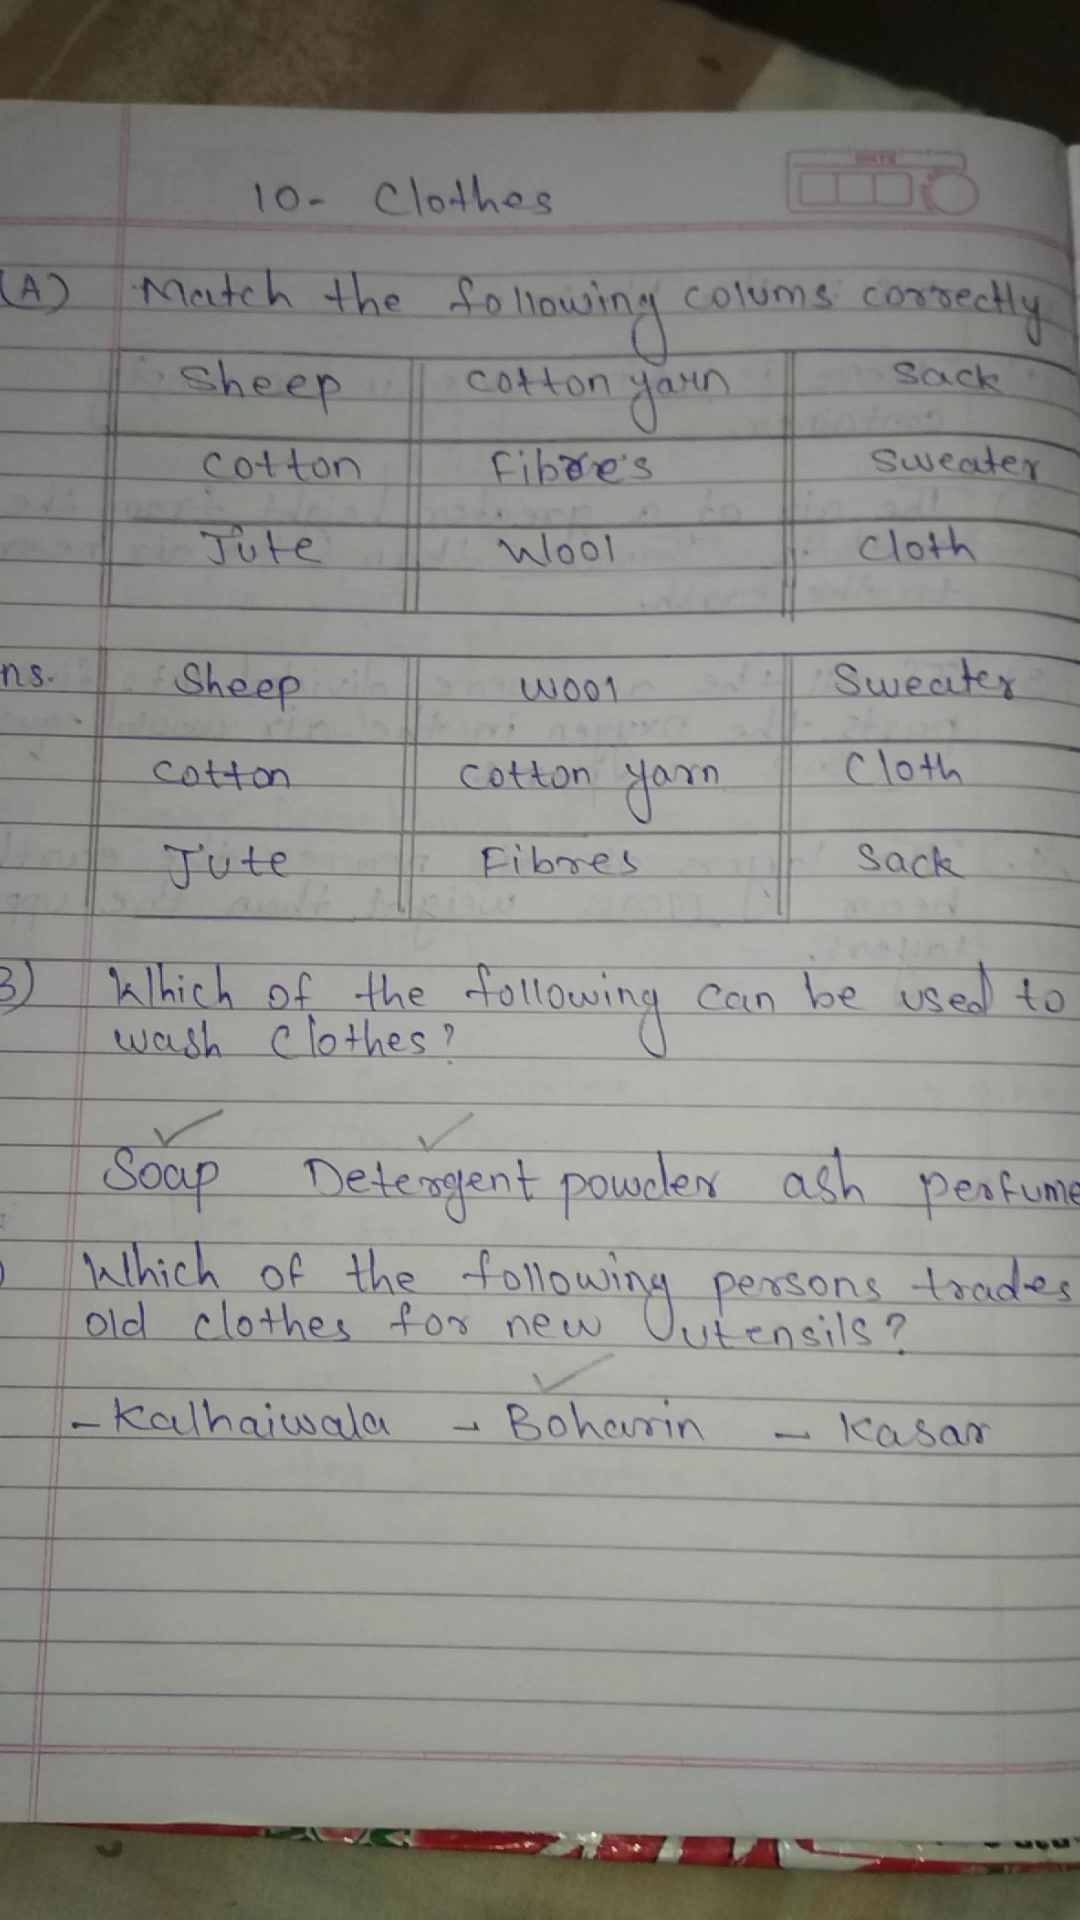 DATE
10- Clothes
(A) Match the following colums correctly
Sheep cotton yarn Sack
cotton Fibre's Sweater
Jute Wool Cloth
ns. Sheep wool Sweater
cotton cotton yarn Cloth
Jute Fibres Sack
3) Which of the following can be used to
wash Clothes?
Soap Detergent powder ash perfume
) Which of the following persons trades
old clothes for new utensils?
- Kalhaiwala - Boharin - Kasar